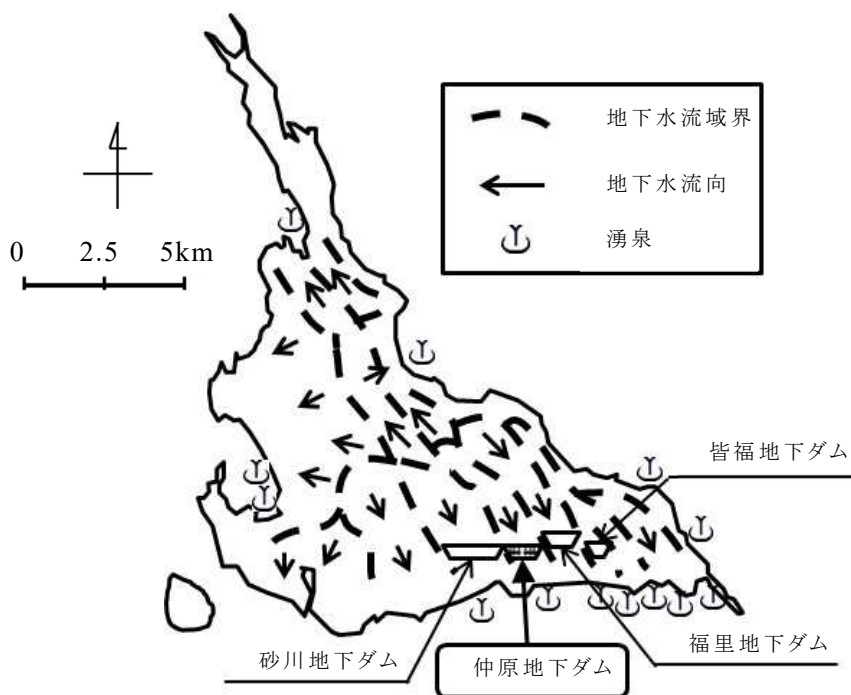 地下水流域界
地下水流向
湧泉
0 2.5 5km
皆福地下ダム
砂川地下ダム
仲原地下ダム
福里地下ダム